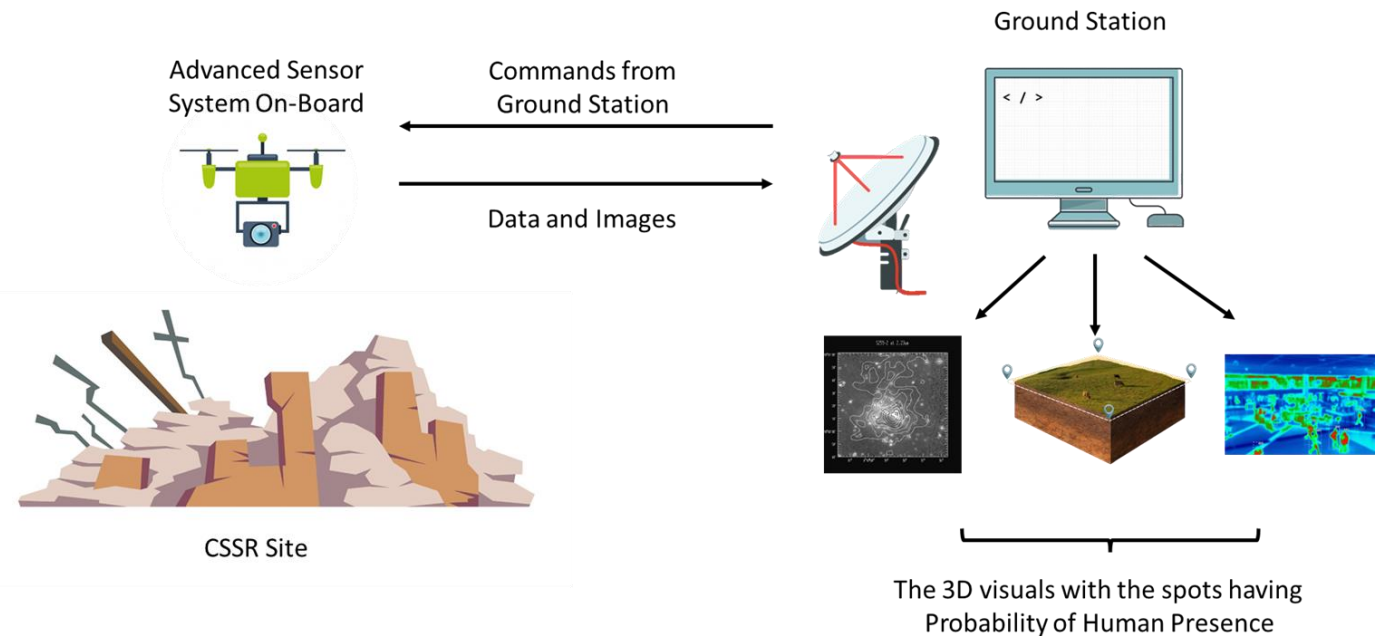 Ground Station
Advanced Sensor
System On-Board
Commands from
Ground Station
< / >
Data and Images
CSSR Site
The 3D visuals with the spots having
Probability of Human Presence